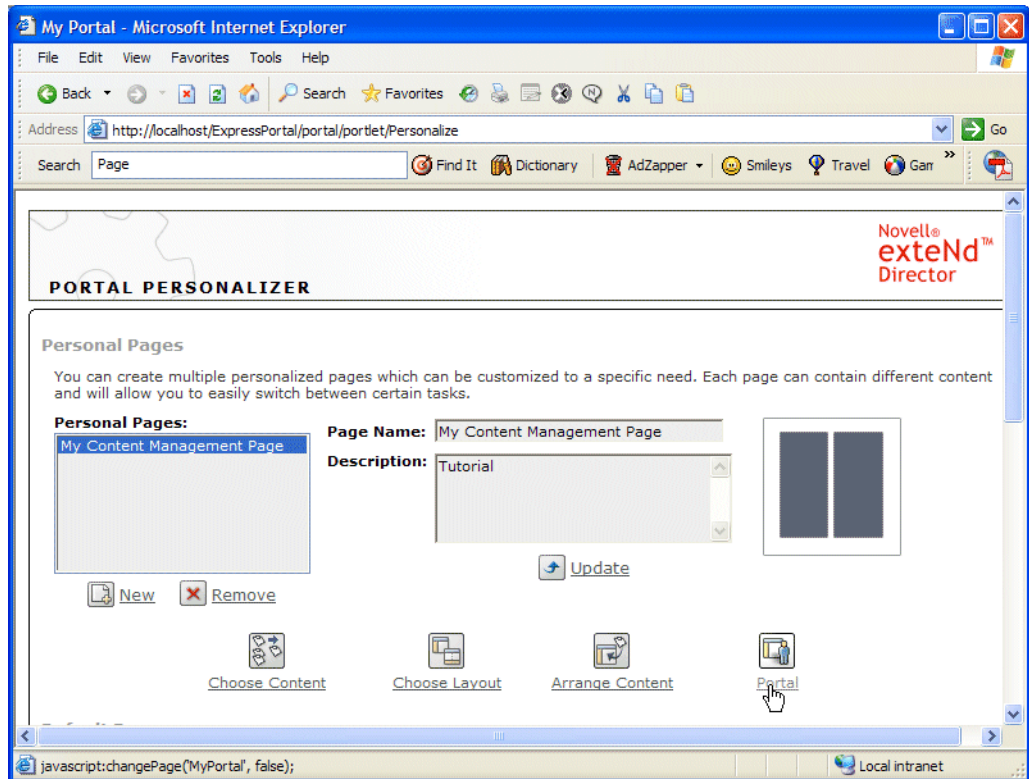 My Portal - Microsoft Internet Explorer
File Edit View Favorites Tools Help
Back Search Favorites
Address http://localhost/ExpressPortal/portal/portlet/Personalize Go
Search Page Find It Dictionary AdZapper Smileys Travel Gam »
Novell®
exteNd™
Director
PORTAL PERSONALIZER
Personal Pages
You can create multiple personalized pages which can be customized to a specific need. Each page can contain different content
and will allow you to easily switch between certain tasks.
Personal Pages:
My Content Management Page
Page Name: My Content Management Page
Description: Tutorial
Update
New Remove
Choose Content Choose Layout Arrange Content Portal
javascript:changePage('MyPortal', false); Local intranet